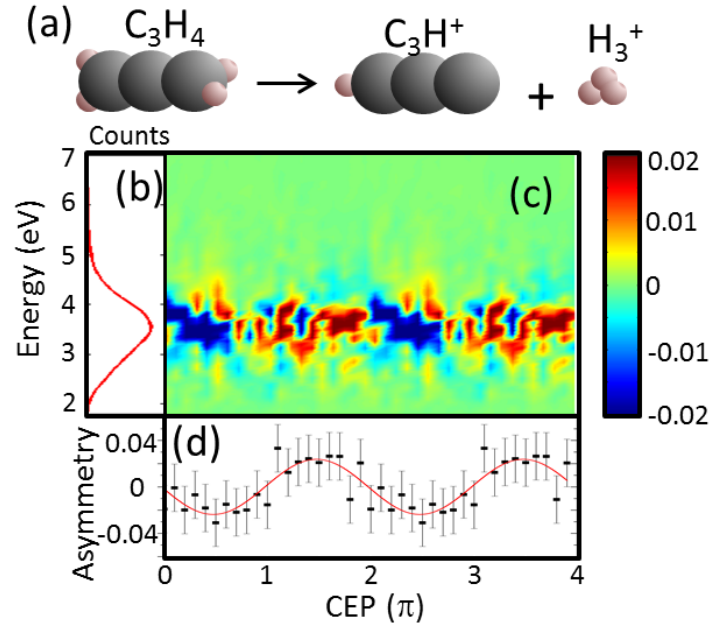 (a)
C₃H₄
C₃H⁺
H₃⁺
+
Counts
7
6
5
4
3
2
Energy (eV)
(b)
(c)
0.02
0.01
0
-0.01
-0.02
Asymmetry
0.04
0
-0.04
(d)
0 1 2 3 4
CEP (π)